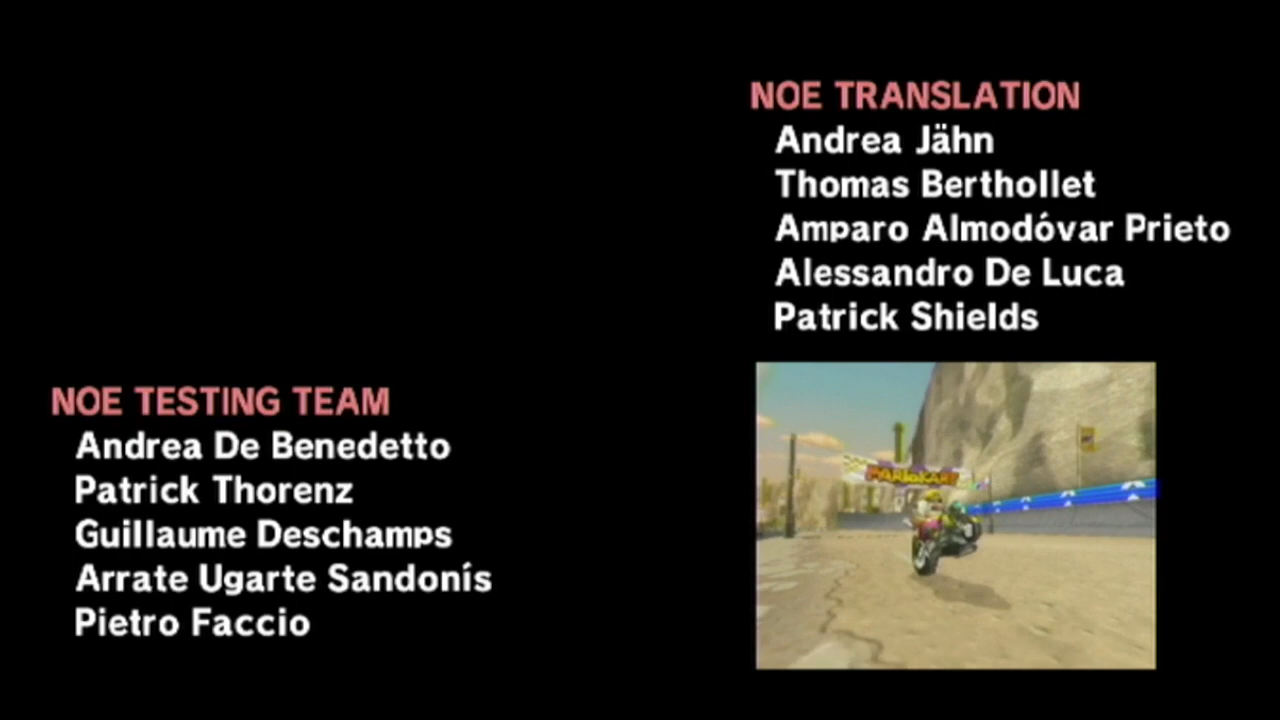 NOE TRANSLATION
Andrea Jähn
Thomas Berthollet
Amparo Almodóvar Prieto
Alessandro De Luca
Patrick Shields
NOE TESTING TEAM
Andrea De Benedetto
Patrick Thorenz
Guillaume Deschamps
Arrate Ugarte Sandonís
Pietro Faccio
MARIOKART